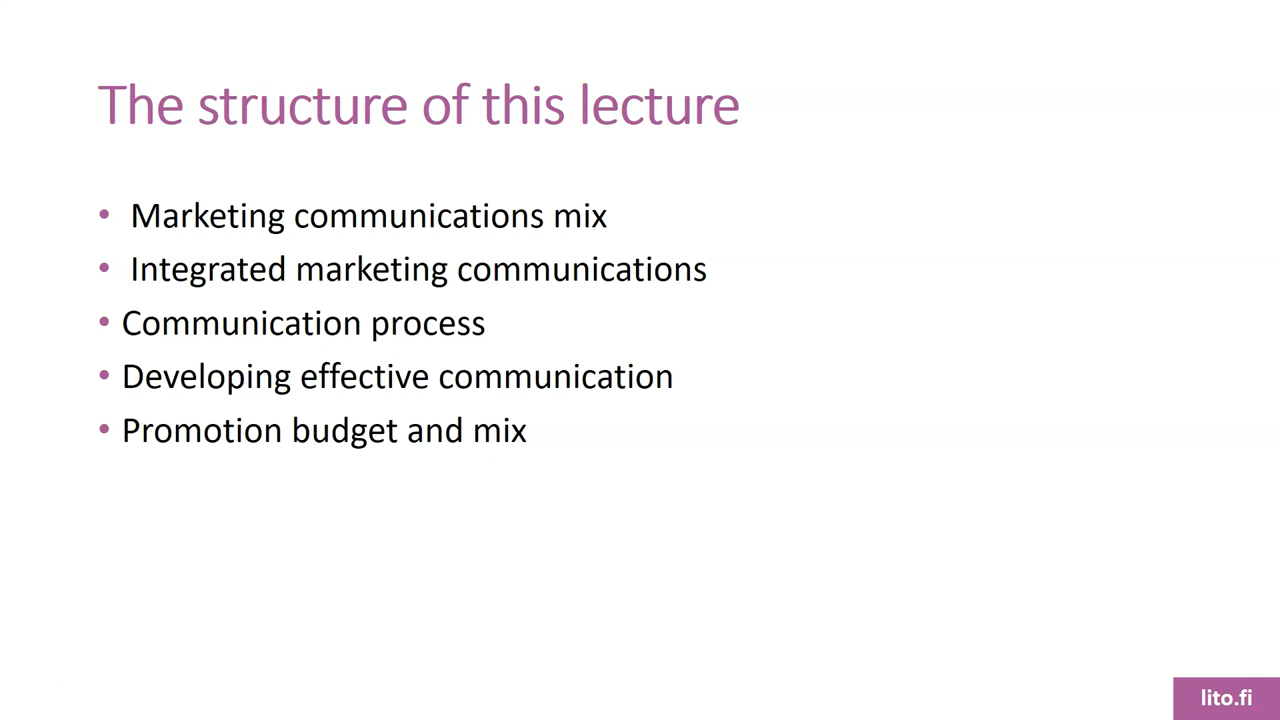 The structure of this lecture
• Marketing communications mix
• Integrated marketing communications
• Communication process
• Developing effective communication
• Promotion budget and mix
lito.fi